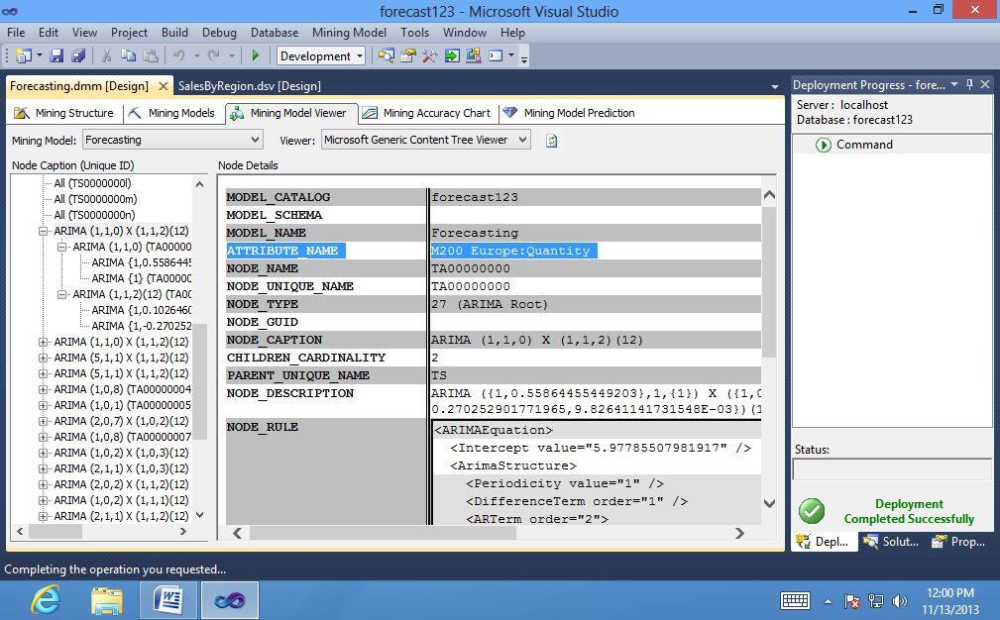 forecast123 - Microsoft Visual Studio
File Edit View Project Build Debug Database Mining Model Tools Window Help
Development
Forecasting.dmm [Design] SalesByRegion.dsv [Design]
Mining Structure Mining Models Mining Model Viewer Mining Accuracy Chart Mining Model Prediction
Mining Model: Forecasting Viewer: Microsoft Generic Content Tree Viewer
Node Caption (Unique ID)
All (TS0000000l)
All (TS0000000m)
All (TS0000000n)
ARIMA (1,1,0) X (1,1,2)(12)
ARIMA (1,1,0) (TA00000
ARIMA {1,0.5586445
ARIMA {1} (TA00000
ARIMA (1,1,2)(12) (TA00
ARIMA {1,0.1026460
ARIMA {1,-0.270252
ARIMA (1,1,0) X (1,1,2)(12)
ARIMA (5,1,1) X (1,1,2)(12)
ARIMA (5,1,1) X (1,1,2)(12)
ARIMA (1,0,8) (TA00000004
ARIMA (1,0,1) (TA00000005
ARIMA (2,0,7) X (1,0,2)(12)
ARIMA (1,0,8) (TA00000007
ARIMA (1,0,2) X (1,0,3)(12)
ARIMA (2,1,1) X (1,0,3)(12)
ARIMA (2,0,2) X (1,1,2)(12)
ARIMA (1,0,2) X (1,1,1)(12)
ARIMA (2,1,1) X (1,1,2)(12)
Node Details
MODEL_CATALOG forecast123
MODEL_SCHEMA
MODEL_NAME Forecasting
ATTRIBUTE_NAME M200 Europe:Quantity
NODE_NAME TA00000000
NODE_UNIQUE_NAME TA00000000
NODE_TYPE 27 (ARIMA Root)
NODE_GUID
NODE_CAPTION ARIMA (1,1,0) X (1,1,2)(12)
CHILDREN_CARDINALITY 2
PARENT_UNIQUE_NAME TS
NODE_DESCRIPTION ARIMA ({1,0.55864455449203},1,{1}) X ({1,0
0.270252901771965,9.82641141731548E-03})(1
NODE_RULE
<ARIMAEquation>
<Intercept value="5.97785507981917" />
<ArimaStructure>
<Periodicity value="1" />
<DifferenceTerm order="1" />
<ARTerm order="2">
Deployment Progress - fore...
Server : localhost
Database : forecast123
Command
Status:
Deployment
Completed Successfully
Depl... Solut... Prop...
Completing the operation you requested...
12:00 PM
11/13/2013